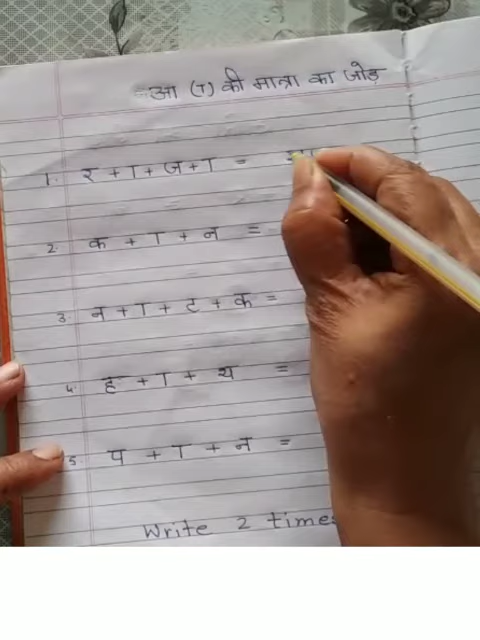 आ (ा) की मात्रा का जोड़
1. र + ा + ज + ा =
2. क + ा + न =
3. न + ा + ट + क =
4. ह + ा + थ =
5. प + ा + न =
Write 2 times